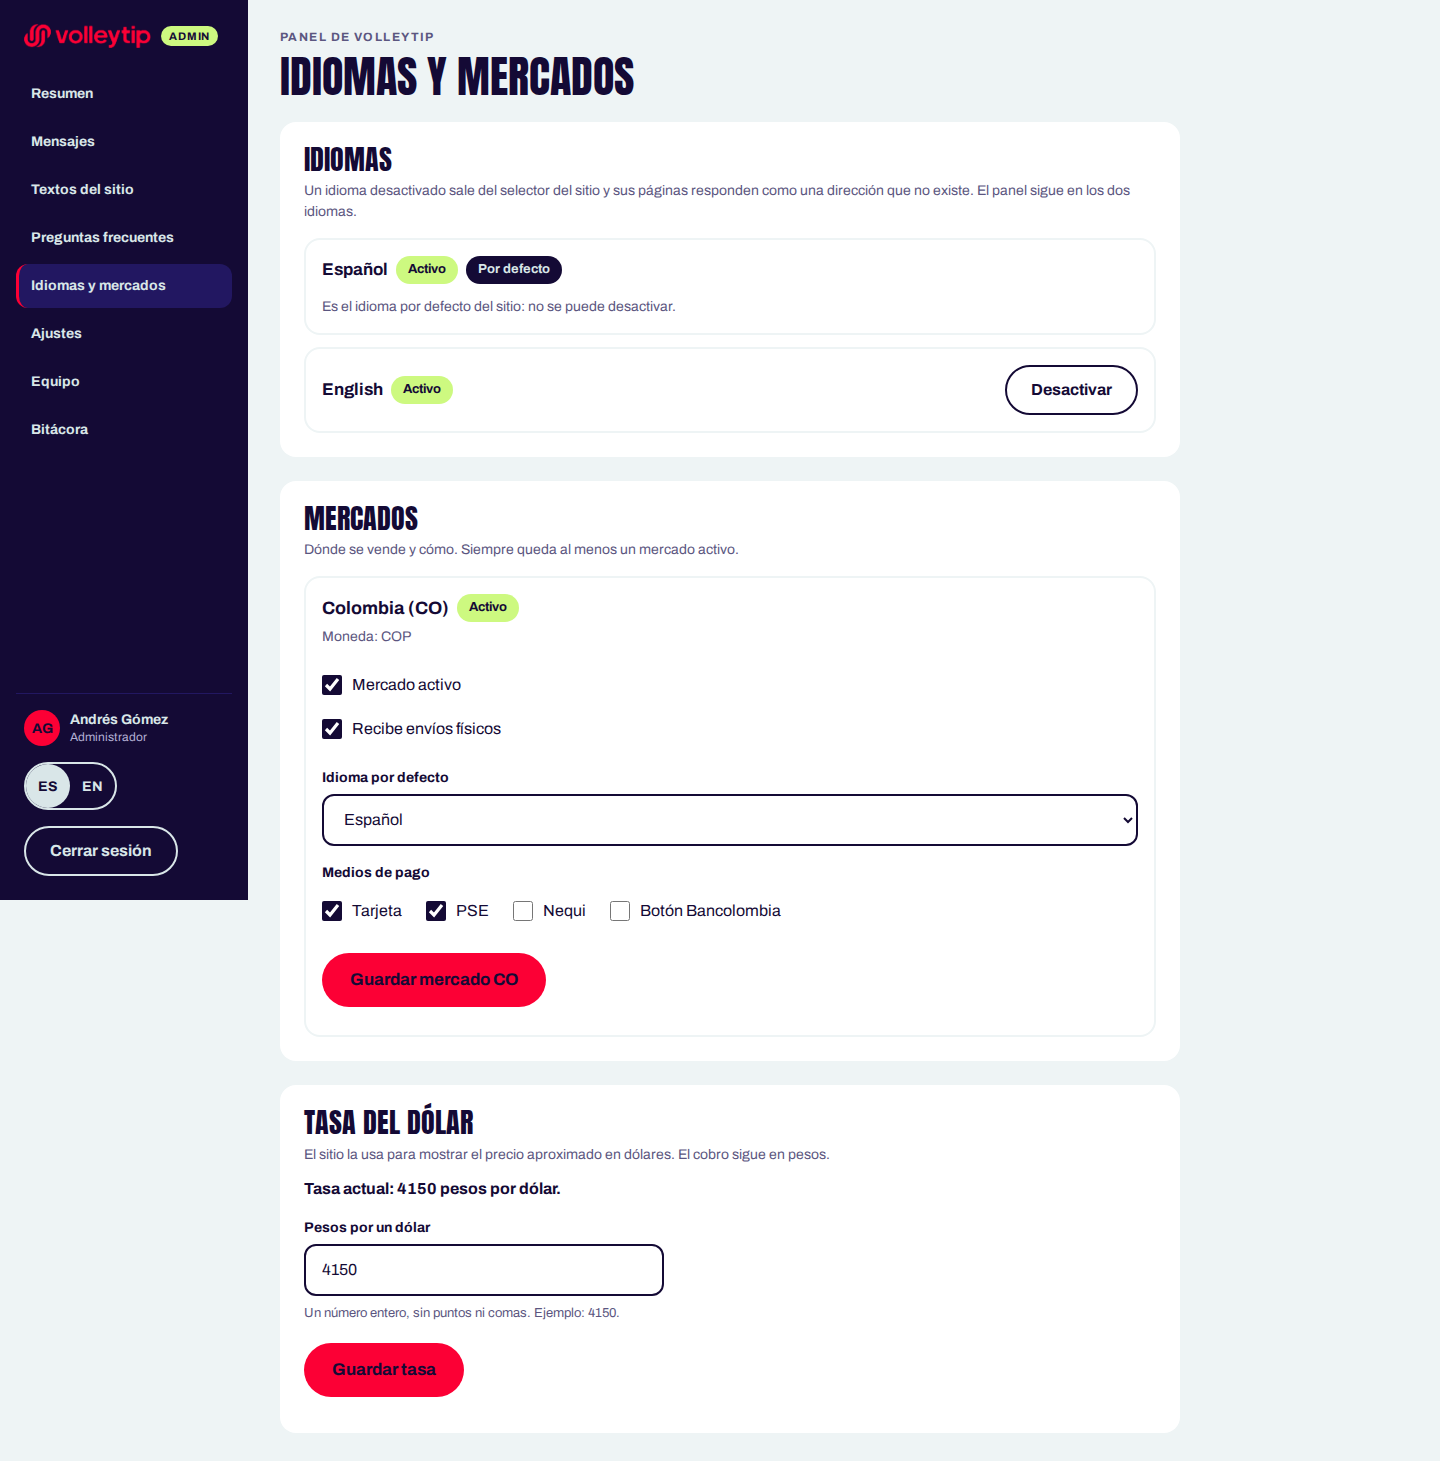 volleytip ADMIN
Resumen
Mensajes
Textos del sitio
Preguntas frecuentes
Idiomas y mercados
Ajustes
Equipo
Bitácora
AG
Andrés Gómez
Administrador
ES EN
Cerrar sesión
PANEL DE VOLLEYTIP
IDIOMAS Y MERCADOS
IDIOMAS
Un idioma desactivado sale del selector del sitio y sus páginas responden como una dirección que no existe. El panel sigue en los dos
idiomas.
Español Activo Por defecto
Es el idioma por defecto del sitio: no se puede desactivar.
English Activo Desactivar
MERCADOS
Dónde se vende y cómo. Siempre queda al menos un mercado activo.
Colombia (CO) Activo
Moneda: COP
Mercado activo
Recibe envíos físicos
Idioma por defecto
Español
Medios de pago
Tarjeta PSE Nequi Botón Bancolombia
Guardar mercado CO
TASA DEL DÓLAR
El sitio la usa para mostrar el precio aproximado en dólares. El cobro sigue en pesos.
Tasa actual: 4150 pesos por dólar.
Pesos por un dólar
4150
Un número entero, sin puntos ni comas. Ejemplo: 4150.
Guardar tasa